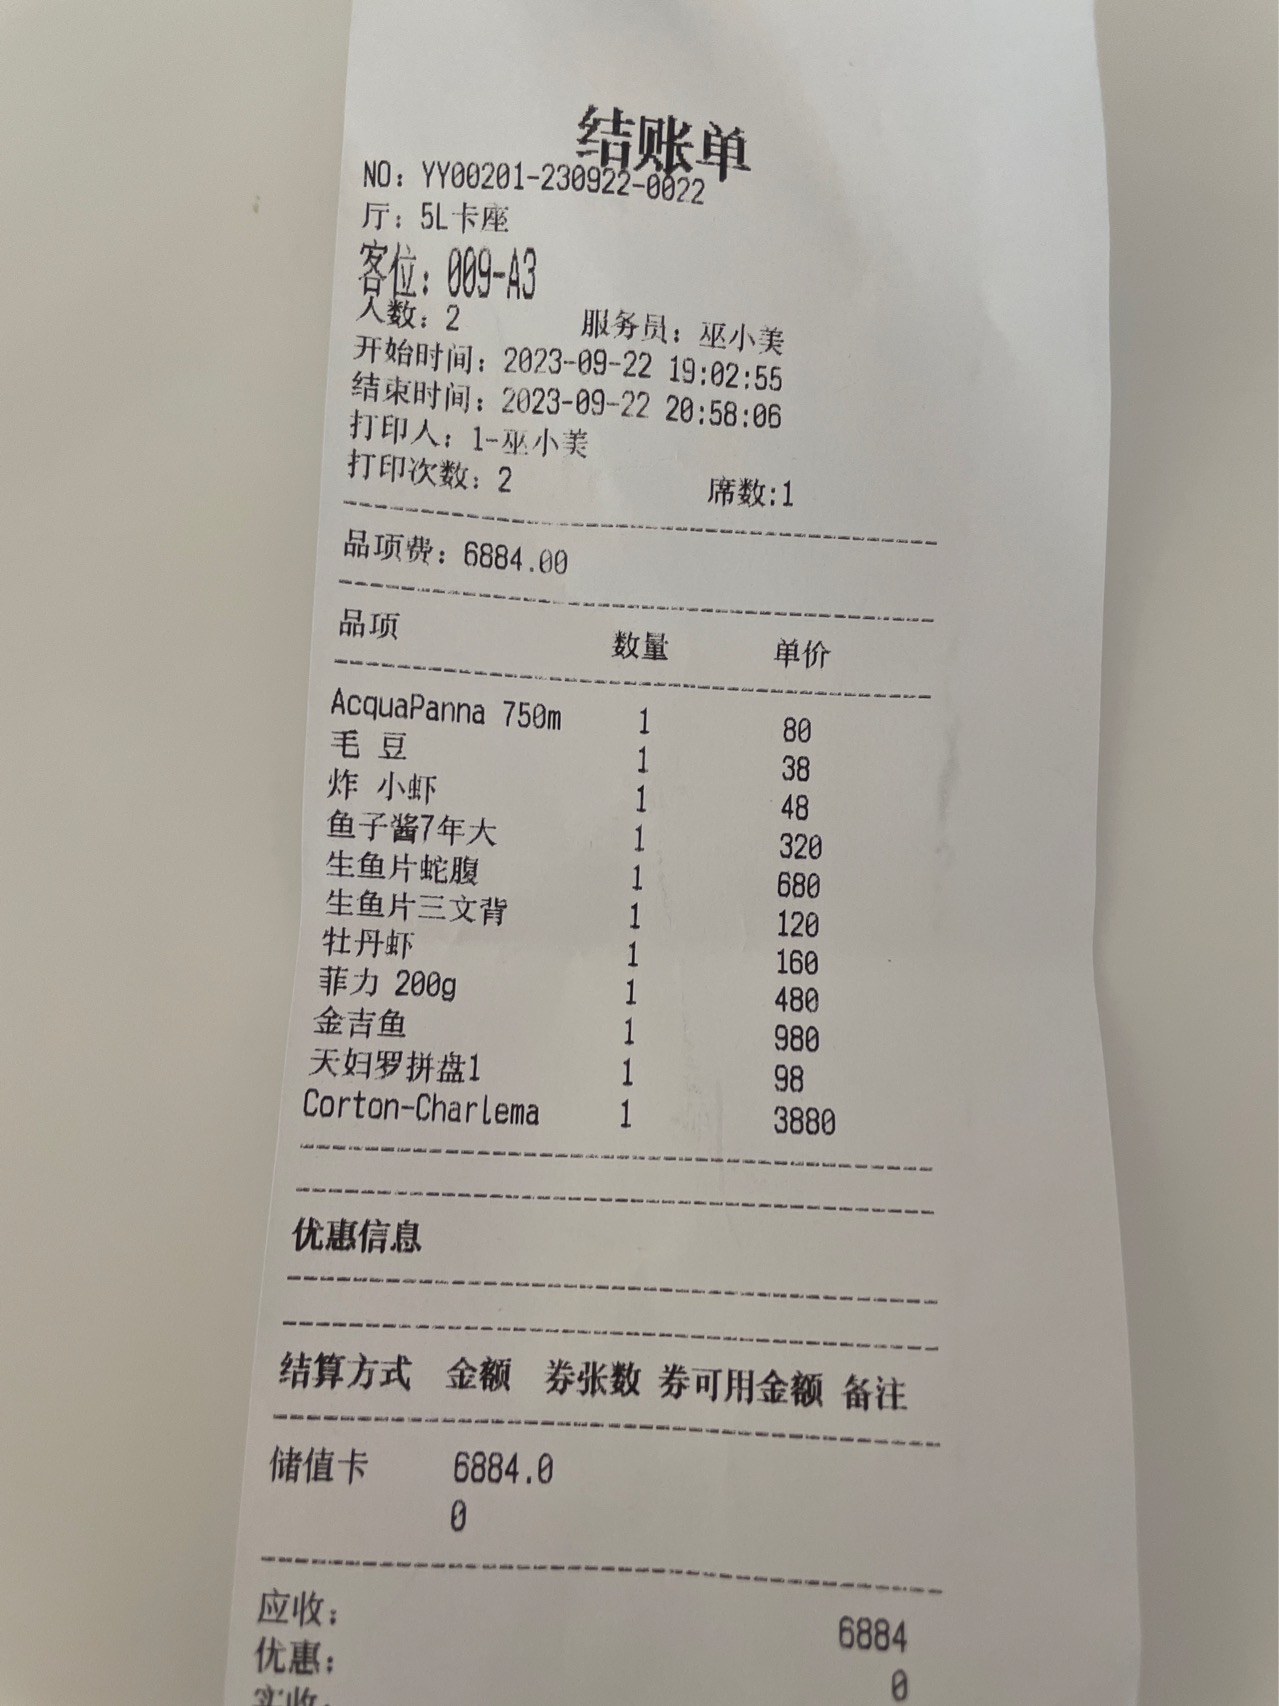 结账单
NO：YY00201-230922-0022
厅：5L卡座
客位：009-A3
人数：2 服务员：巫小美
开始时间：2023-09-22 19:02:55
结束时间：2023-09-22 20:58:06
打印人：1-巫小美
打印次数：2 席数:1
品项费：6884.00
品项 数量 单价
AcquaPanna 750m 1 80
毛 豆 1 38
炸 小虾 1 48
鱼子酱7年大 1 320
生鱼片蛇腹 1 680
生鱼片三文背 1 120
牡丹虾 1 160
菲力 200g 1 480
金吉鱼 1 980
天妇罗拼盘1 1 98
Corton-Charlema 1 3880
优惠信息
结算方式 金额 券张数 券可用金额 备注
储值卡 6884.0
0
应收： 6884
优惠： 0
实收：